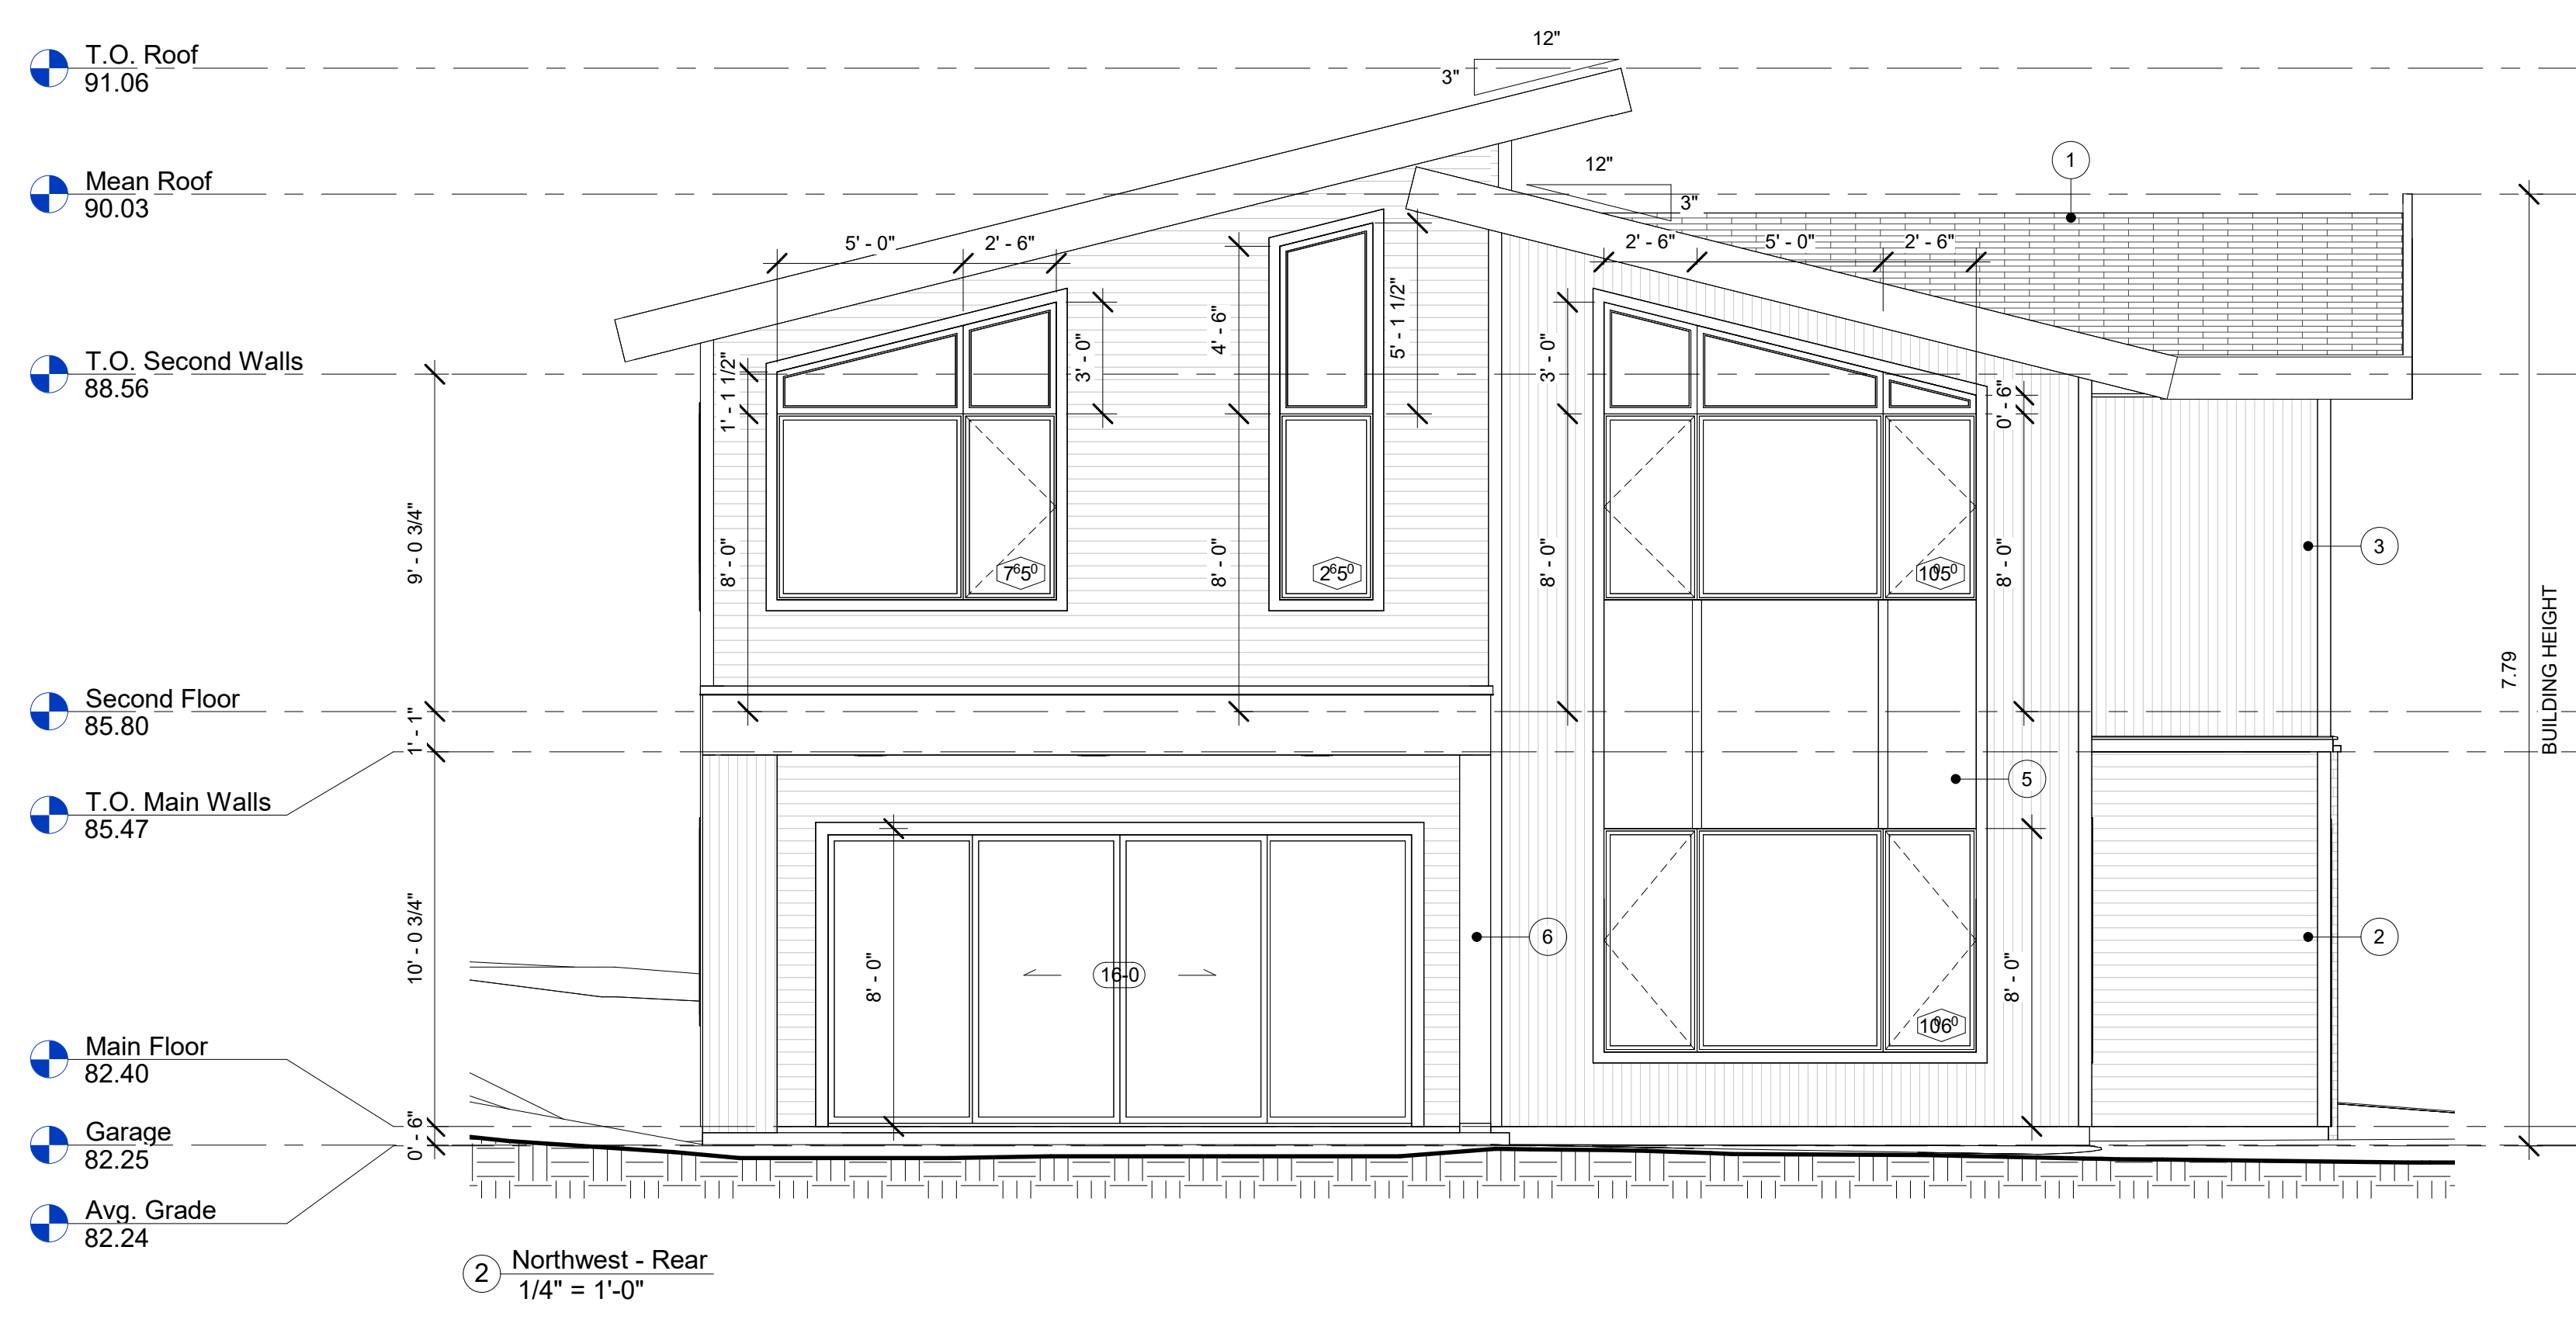 T.O. Roof
91.06
Mean Roof
90.03
T.O. Second Walls
88.56
Second Floor
85.80
T.O. Main Walls
85.47
Main Floor
82.40
Garage
82.25
Avg. Grade
82.24
9' - 0 3/4"
1' - 1"
10' - 0 3/4"
0' - 6"
12"
3"
12"
3"
1
5' - 0"
2' - 6"
2' - 6"
5' - 0"
2' - 6"
1' - 1 1/2"
3' - 0"
4' - 6"
5' - 1 1/2"
3' - 0"
0' - 6"
8' - 0"
8' - 0"
8' - 0"
8' - 0"
7⁶5⁰
2⁶5⁰
10⁰5⁰
3
5
6
2
8' - 0"
16-0
8' - 0"
10⁰6⁰
7.79
BUILDING HEIGHT
2
Northwest - Rear
1/4" = 1'-0"